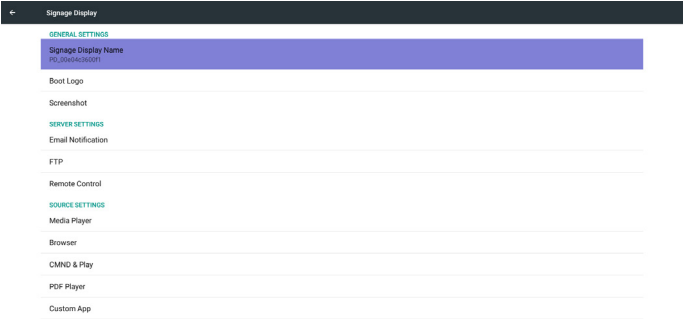 Signage Display
GENERAL SETTINGS
Signage Display Name
PD_20e04c3600f1
Boot Logo
Screenshot
SERVER SETTINGS
Email Notification
FTP
Remote Control
SOURCE SETTINGS
Media Player
Browser
CMND & Play
PDF Player
Custom App